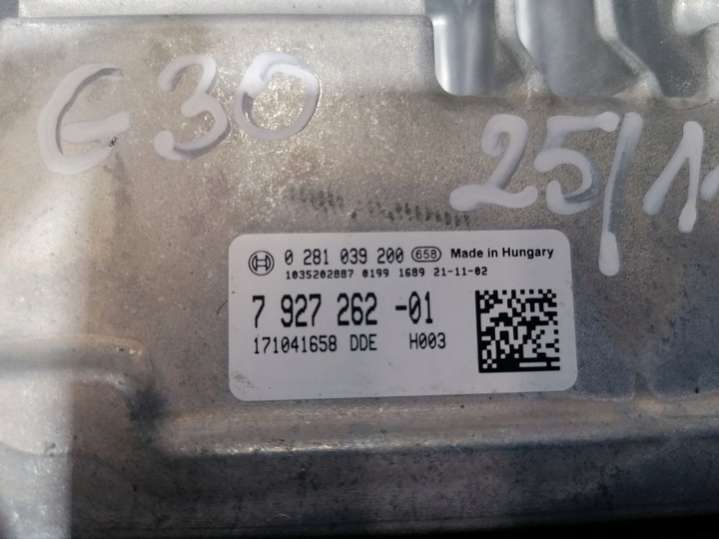 G30
25/11
0 281 039 200 658 Made in Hungary
1035202887 0199 1689 21-11-02
7 927 262 -01
171041658 DDE H003